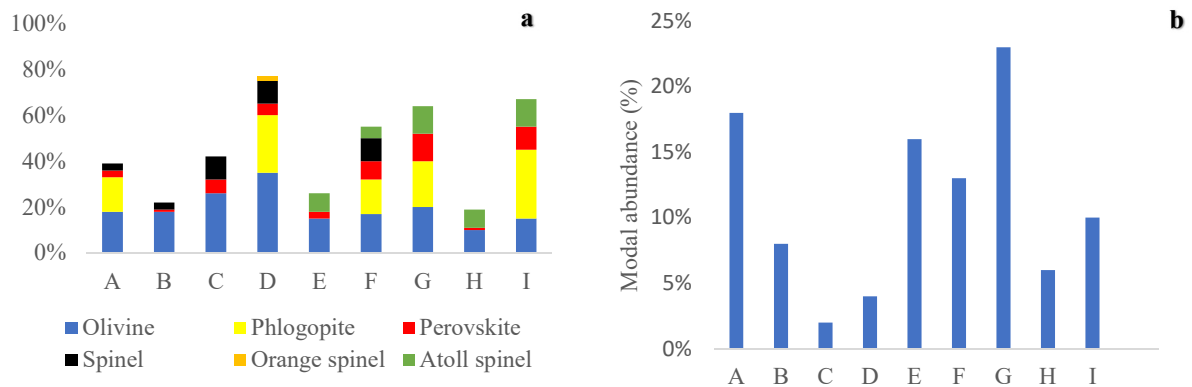 a
100%
80%
60%
40%
20%
0%
A B C D E F G H I
Olivine Phlogopite Perovskite
Spinel Orange spinel Atoll spinel
b
Modal abundance (%)
25%
20%
15%
10%
5%
0%
A B C D E F G H I